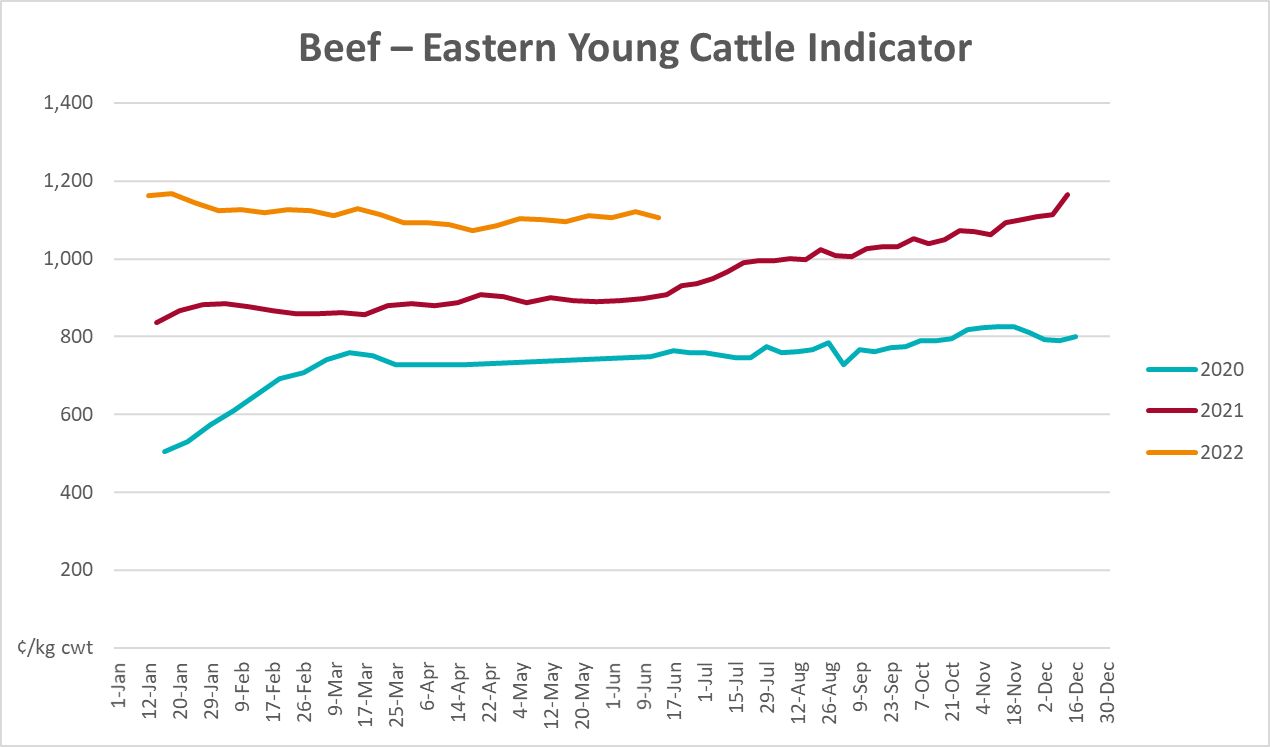 Beef – Eastern Young Cattle Indicator
1,400
1,200
1,000
800
600
400
200
¢/kg cwt
1-Jan
12-Jan
20-Jan
29-Jan
9-Feb
17-Feb
26-Feb
9-Mar
17-Mar
25-Mar
6-Apr
14-Apr
22-Apr
4-May
12-May
20-May
1-Jun
9-Jun
17-Jun
1-Jul
15-Jul
29-Jul
12-Aug
26-Aug
9-Sep
23-Sep
7-Oct
21-Oct
4-Nov
18-Nov
2-Dec
16-Dec
30-Dec
2020
2021
2022